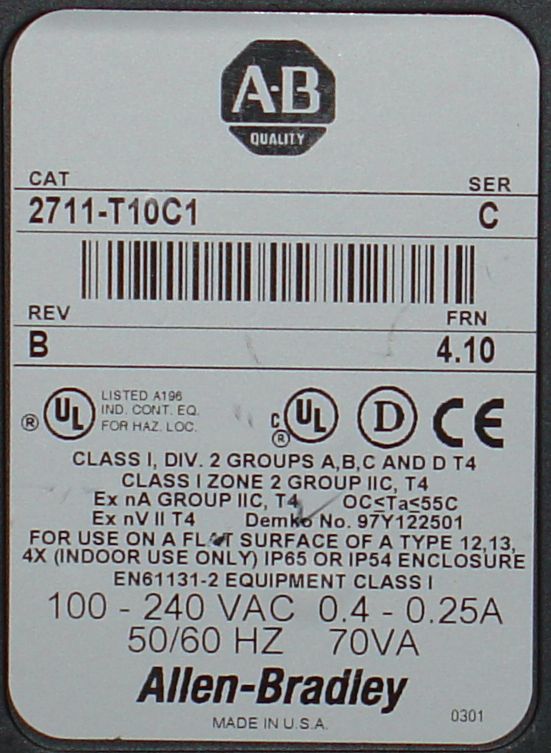 A·B
QUALITY
CAT SER
2711-T10C1 C
REV FRN
B 4.10
LISTED A196
IND. CONT. EQ.
FOR HAZ. LOC.
® UL C UL ® D CE
CLASS I, DIV. 2 GROUPS A,B,C AND D T4
CLASS I ZONE 2 GROUP IIC, T4
Ex nA GROUP IIC, T4 OC≤Ta≤55C
Ex nV II T4 Demko No. 97Y122501
FOR USE ON A FLAT SURFACE OF A TYPE 12,13,
4X (INDOOR USE ONLY) IP65 OR IP54 ENCLOSURE
EN61131-2 EQUIPMENT CLASS I
100 - 240 VAC 0.4 - 0.25A
50/60 HZ 70VA
Allen-Bradley
MADE IN U.S.A. 0301